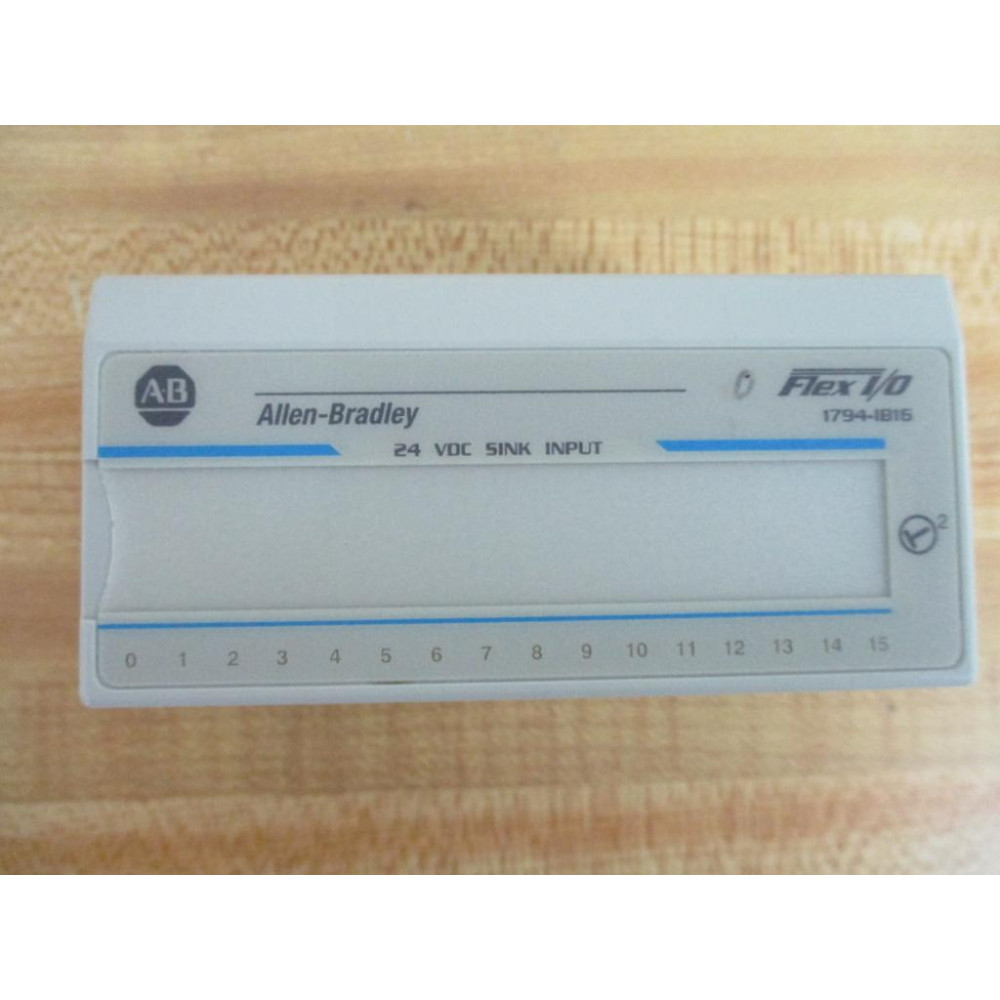 AB
Allen-Bradley
0
Flex I/O
1794-IB16
24 VDC SINK INPUT
2
0 1 2 3 4 5 6 7 8 9 10 11 12 13 14 15